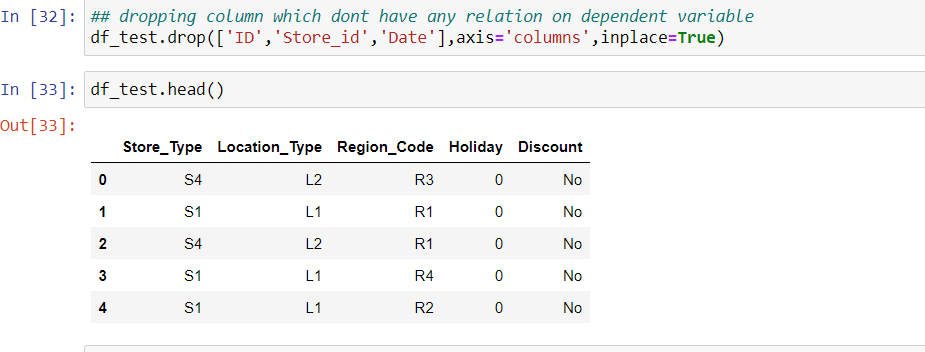 In [32]: ## dropping column which dont have any relation on dependent variable
df_test.drop(['ID','Store_id','Date'],axis='columns',inplace=True)
In [33]: df_test.head()
Out[33]:
Store_Type Location_Type Region_Code Holiday Discount
0 S4 L2 R3 0 No
1 S1 L1 R1 0 No
2 S4 L2 R1 0 No
3 S1 L1 R4 0 No
4 S1 L1 R2 0 No